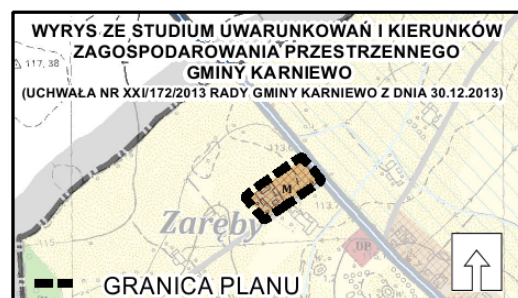 WYRYS ZE STUDIUM UWARUNKOWAŃ I KIERUNKÓW
ZAGOSPODAROWANIA PRZESTRZENNEGO
GMINY KARNIEWO
(UCHWAŁA NR XXI/172/2013 RADY GMINY KARNIEWO Z DNIA 30.12.2013)
117,38
M
Zaręby
DP
GRANICA PLANU